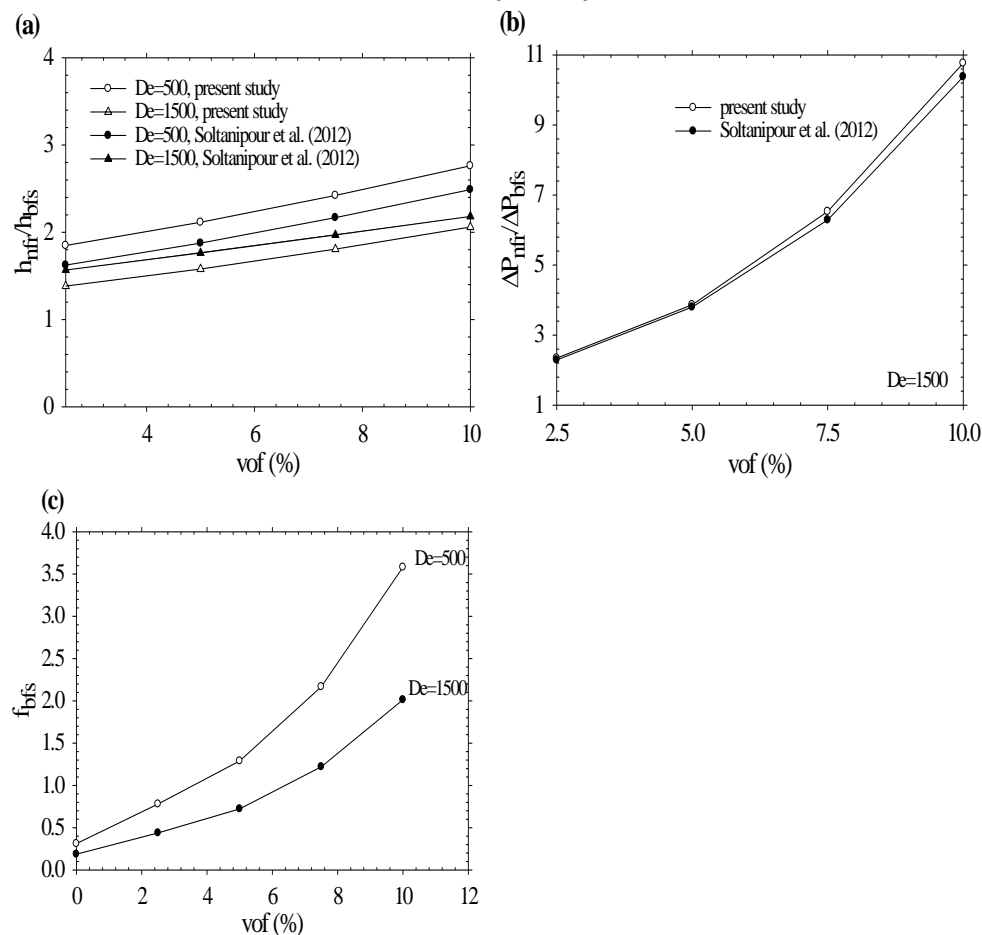 (a)
4
3
2
1
0
h_nfr/h_bfs
De=500, present study
De=1500, present study
De=500, Soltanipour et al. (2012)
De=1500, Soltanipour et al. (2012)
4 6 8 10
vof (%)
(b)
11
9
7
5
3
1
ΔP_nfr/ΔP_bfs
present study
Soltanipour et al. (2012)
De=1500
2.5 5.0 7.5 10.0
vof (%)
(c)
4.0
3.5
3.0
2.5
2.0
1.5
1.0
0.5
0.0
f_bfs
De=500
De=1500
0 2 4 6 8 10 12
vof (%)